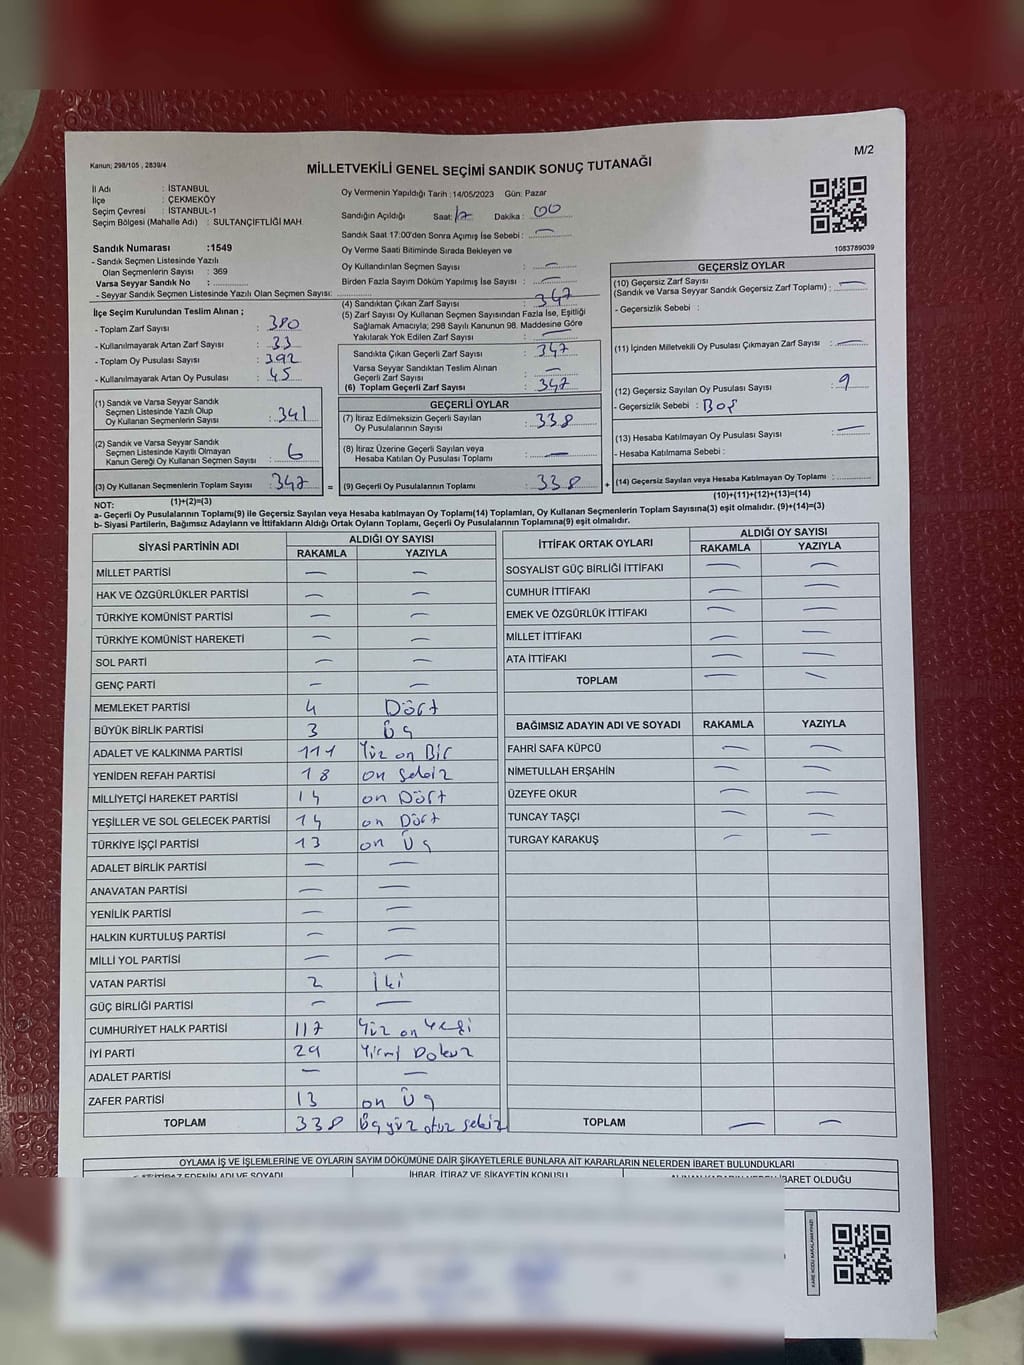 Kanun; 298/105 , 2839/4
M/2
MİLLETVEKİLİ GENEL SEÇİMİ SANDIK SONUÇ TUTANAĞI
İl Adı : İSTANBUL
İlçe : ÇEKMEKÖY
Seçim Çevresi : İSTANBUL-1
Seçim Bölgesi (Mahalle Adı) : SULTANÇİFTLİĞİ MAH.
Sandık Numarası :1549
- Sandık Seçmen Listesinde Yazılı
Olan Seçmenlerin Sayısı : 369
Varsa Seyyar Sandık No :
- Seyyar Sandık Seçmen Listesinde Yazılı Olan Seçmen Sayısı:
İlçe Seçim Kurulundan Teslim Alınan ;
- Toplam Zarf Sayısı : 380
- Kullanılmayarak Artan Zarf Sayısı : 33
- Toplam Oy Pusulası Sayısı : 392
- Kullanılmayarak Artan Oy Pusulası : 45
(1) Sandık ve Varsa Seyyar Sandık
Seçmen Listesinde Yazılı Olup
Oy Kullanan Seçmenlerin Sayısı : 341
(2) Sandık ve Varsa Seyyar Sandık
Seçmen Listesinde Kayıtlı Olmayan
Kanun Gereği Oy Kullanan Seçmen Sayısı : 6
(3) Oy Kullanan Seçmenlerin Toplam Sayısı : 347 =
(1)+(2)=(3)
Oy Vermenin Yapıldığı Tarih : 14/05/2023 Gün: Pazar
Sandığın Açıldığı Saat: 17 Dakika : 00
Sandık Saat 17:00'den Sonra Açımış İse Sebebi : —
Oy Verme Saati Bitiminde Sırada Bekleyen ve
Oy Kullandırılan Seçmen Sayısı : —
Birden Fazla Sayım Döküm Yapılmış İse Sayısı : —
(4) Sandıktan Çıkan Zarf Sayısı : 347
(5) Zarf Sayısı Oy Kullanan Seçmen Sayısından Fazla İse, Eşitliği
Sağlamak Amacıyla; 298 Sayılı Kanunun 98. Maddesine Göre
Yakılarak Yok Edilen Zarf Sayısı : —
Sandıkta Çıkan Geçerli Zarf Sayısı : 347
Varsa Seyyar Sandıktan Teslim Alınan
Geçerli Zarf Sayısı : —
(6) Toplam Geçerli Zarf Sayısı : 347
GEÇERLİ OYLAR
(7) İtiraz Edilmeksizin Geçerli Sayılan
Oy Pusulalarının Sayısı : 338
(8) İtiraz Üzerine Geçerli Sayılan veya
Hesaba Katılan Oy Pusulası Toplamı : —
(9) Geçerli Oy Pusulalarının Toplamı : 338 +
1083789039
GEÇERSİZ OYLAR
(10) Geçersiz Zarf Sayısı
(Sandık ve Varsa Seyyar Sandık Geçersiz Zarf Toplamı) : —
- Geçersizlik Sebebi :
(11) İçinden Milletvekili Oy Pusulası Çıkmayan Zarf Sayısı : —
(12) Geçersiz Sayılan Oy Pusulası Sayısı : 9
- Geçersizlik Sebebi : Boş
(13) Hesaba Katılmayan Oy Pusulası Sayısı : —
- Hesaba Katılmama Sebebi :
(14) Geçersiz Sayılan veya Hesaba Katılmayan Oy Toplamı :
(10)+(11)+(12)+(13)=(14)
NOT:
a- Geçerli Oy Pusulalarının Toplamı(9) ile Geçersiz Sayılan veya Hesaba katılmayan Oy Toplamı(14) Toplamları, Oy Kullanan Seçmenlerin Toplam Sayısına(3) eşit olmalıdır. (9)+(14)=(3)
b- Siyasi Partilerin, Bağımsız Adayların ve İttifakların Aldığı Ortak Oyların Toplamı, Geçerli Oy Pusulalarının Toplamına(9) eşit olmalıdır.
SİYASİ PARTİNİN ADI ALDIĞI OY SAYISI
RAKAMLA YAZIYLA
MİLLET PARTİSİ — —
HAK VE ÖZGÜRLÜKLER PARTİSİ — —
TÜRKİYE KOMÜNİST PARTİSİ — —
TÜRKİYE KOMÜNİST HAREKETİ — —
SOL PARTİ — —
GENÇ PARTİ — —
MEMLEKET PARTİSİ 4 Dört
BÜYÜK BİRLİK PARTİSİ 3 Üç
ADALET VE KALKINMA PARTİSİ 111 Yüz on Bir
YENİDEN REFAH PARTİSİ 18 on Sekiz
MİLLİYETÇİ HAREKET PARTİSİ 14 on Dört
YEŞİLLER VE SOL GELECEK PARTİSİ 14 on Dört
TÜRKİYE İŞÇİ PARTİSİ 13 on Üç
ADALET BİRLİK PARTİSİ — —
ANAVATAN PARTİSİ — —
YENİLİK PARTİSİ — —
HALKIN KURTULUŞ PARTİSİ — —
MİLLİ YOL PARTİSİ — —
VATAN PARTİSİ 2 İki
GÜÇ BİRLİĞİ PARTİSİ — —
CUMHURİYET HALK PARTİSİ 117 Yüz on Yedi
İYİ PARTİ 29 Yirmi Dokuz
ADALET PARTİSİ — —
ZAFER PARTİSİ 13 on Üç
TOPLAM 338 Üçyüz otuz sekiz
İTTİFAK ORTAK OYLARI ALDIĞI OY SAYISI
RAKAMLA YAZIYLA
SOSYALİST GÜÇ BİRLİĞİ İTTİFAKI — —
CUMHUR İTTİFAKI — —
EMEK VE ÖZGÜRLÜK İTTİFAKI — —
MİLLET İTTİFAKI — —
ATA İTTİFAKI — —
TOPLAM — —
BAĞIMSIZ ADAYIN ADI VE SOYADI RAKAMLA YAZIYLA
FAHRİ SAFA KÜPCÜ — —
NİMETULLAH ERŞAHİN — —
ÜZEYFE OKUR — —
TUNCAY TAŞÇI — —
TURGAY KARAKUŞ — —
TOPLAM — —
OYLAMA İŞ VE İŞLEMLERİNE VE OYLARIN SAYIM DÖKÜMÜNE DAİR ŞİKAYETLERLE BUNLARA AİT KARARLARIN NELERDEN İBARET BULUNDUKLARI
İHBAR, İTİRAZ VE ŞİKAYETİN KONUSU
İBARET OLDUĞU